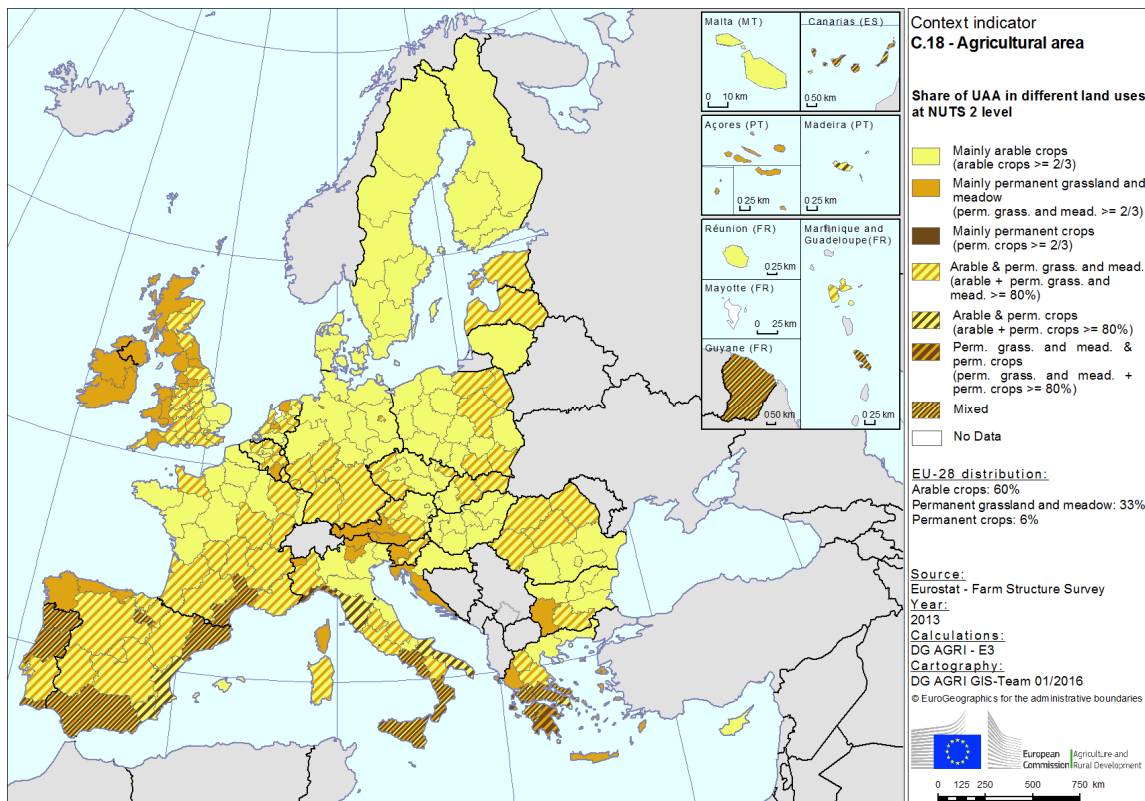 Malta (MT)
0 10 km
Canarias (ES)
0 50 km
Açores (PT)
0 25 km
0 25 km
Madeira (PT)
0 25 km
Réunion (FR)
0 25 km
Mayotte (FR)
0 25 km
Guyane (FR)
0 50 km
Martinique and
Guadeloupe(FR)
0 25 km
Context indicator
C.18 - Agricultural area
Share of UAA in different land uses
at NUTS 2 level
Mainly arable crops
(arable crops >= 2/3)
Mainly permanent grassland and
meadow
(perm. grass. and mead. >= 2/3)
Mainly permanent crops
(perm. crops >= 2/3)
Arable & perm. grass. and mead.
(arable + perm. grass. and
mead. >= 80%)
Arable & perm. crops
(arable + perm. crops >= 80%)
Perm. grass. and mead. &
perm. crops
(perm. grass. and mead. +
perm. crops >= 80%)
Mixed
No Data
EU-28 distribution:
Arable crops: 60%
Permanent grassland and meadow: 33%
Permanent crops: 6%
Source:
Eurostat - Farm Structure Survey
Year:
2013
Calculations:
DG AGRI - E3
Cartography:
DG AGRI GIS-Team 01/2016
© EuroGeographics for the administrative boundaries
European
Commission
Agriculture and
Rural Development
0 125 250 500 750 km